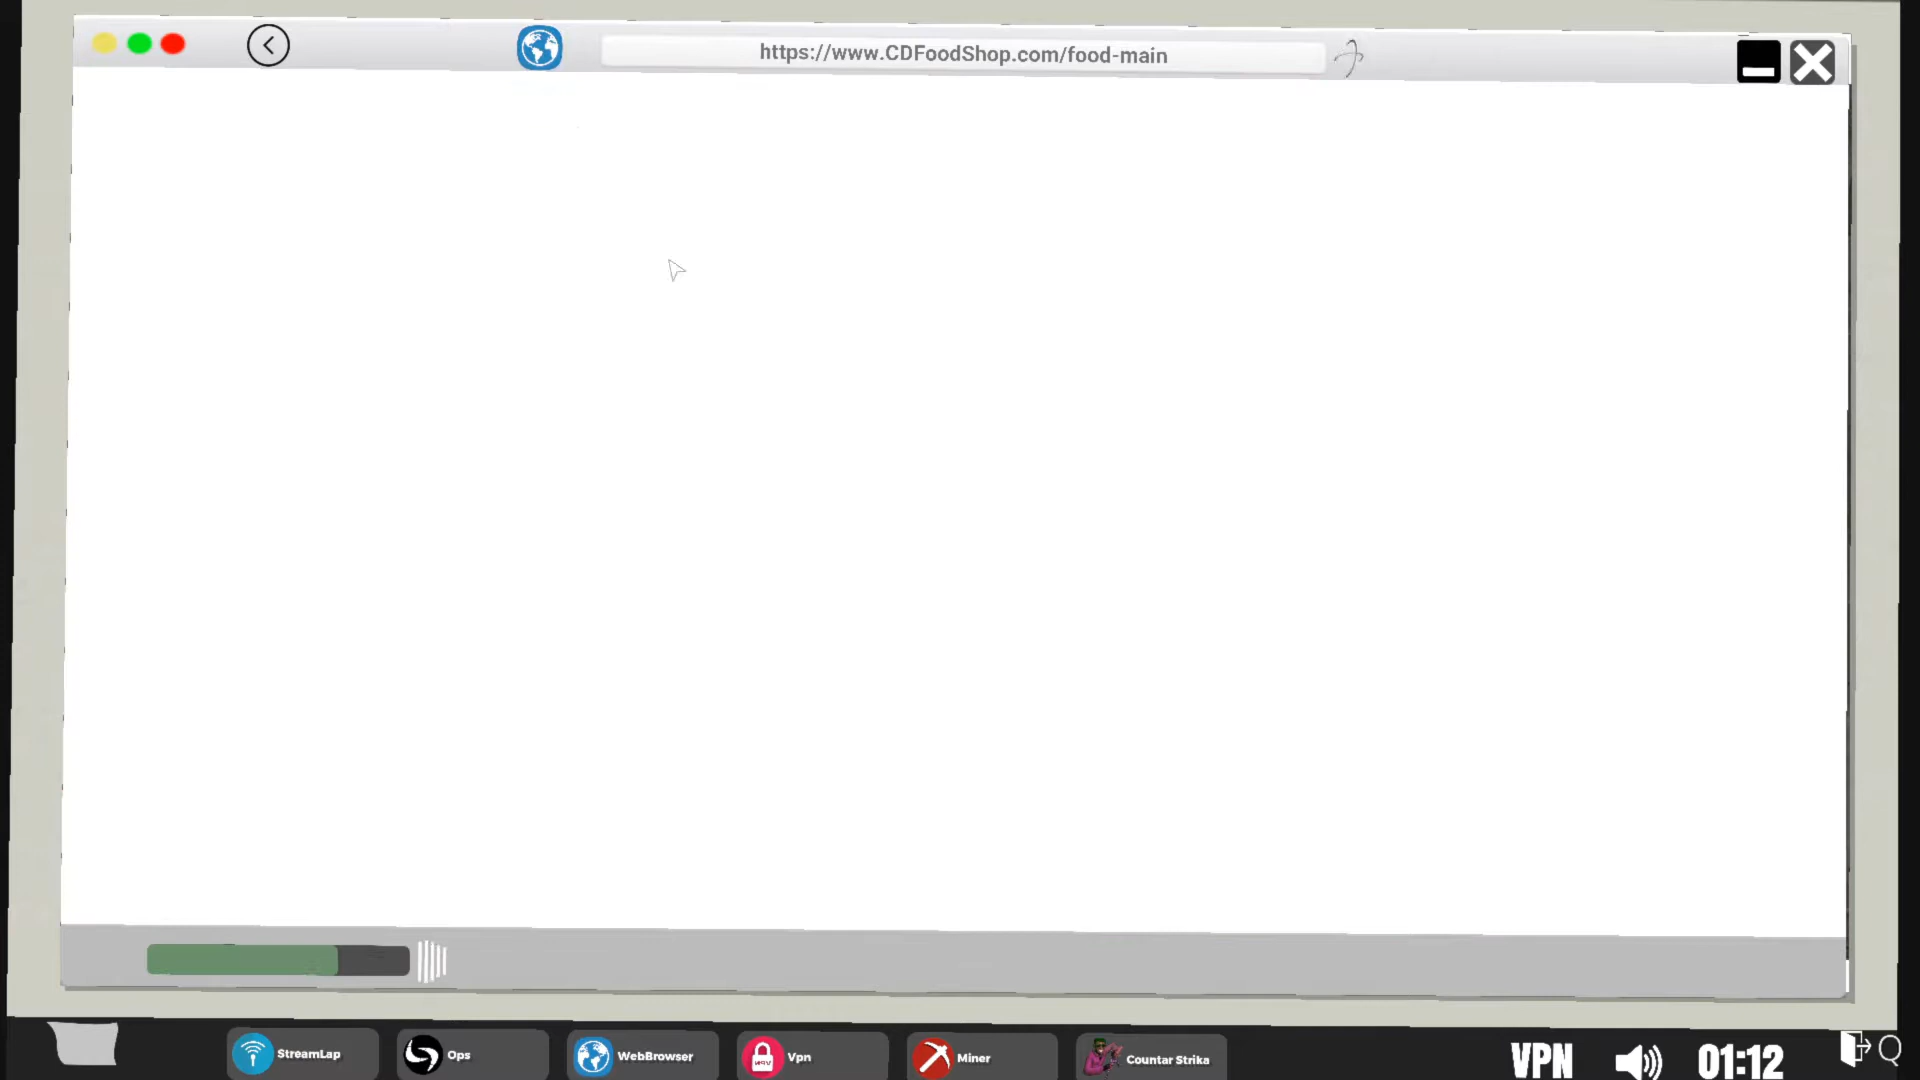 https://www.CDFoodShop.com/food-main
StreamLap
Ops
WebBrowser
Vpn
Miner
Countar Strika
VPN
01:12
Q